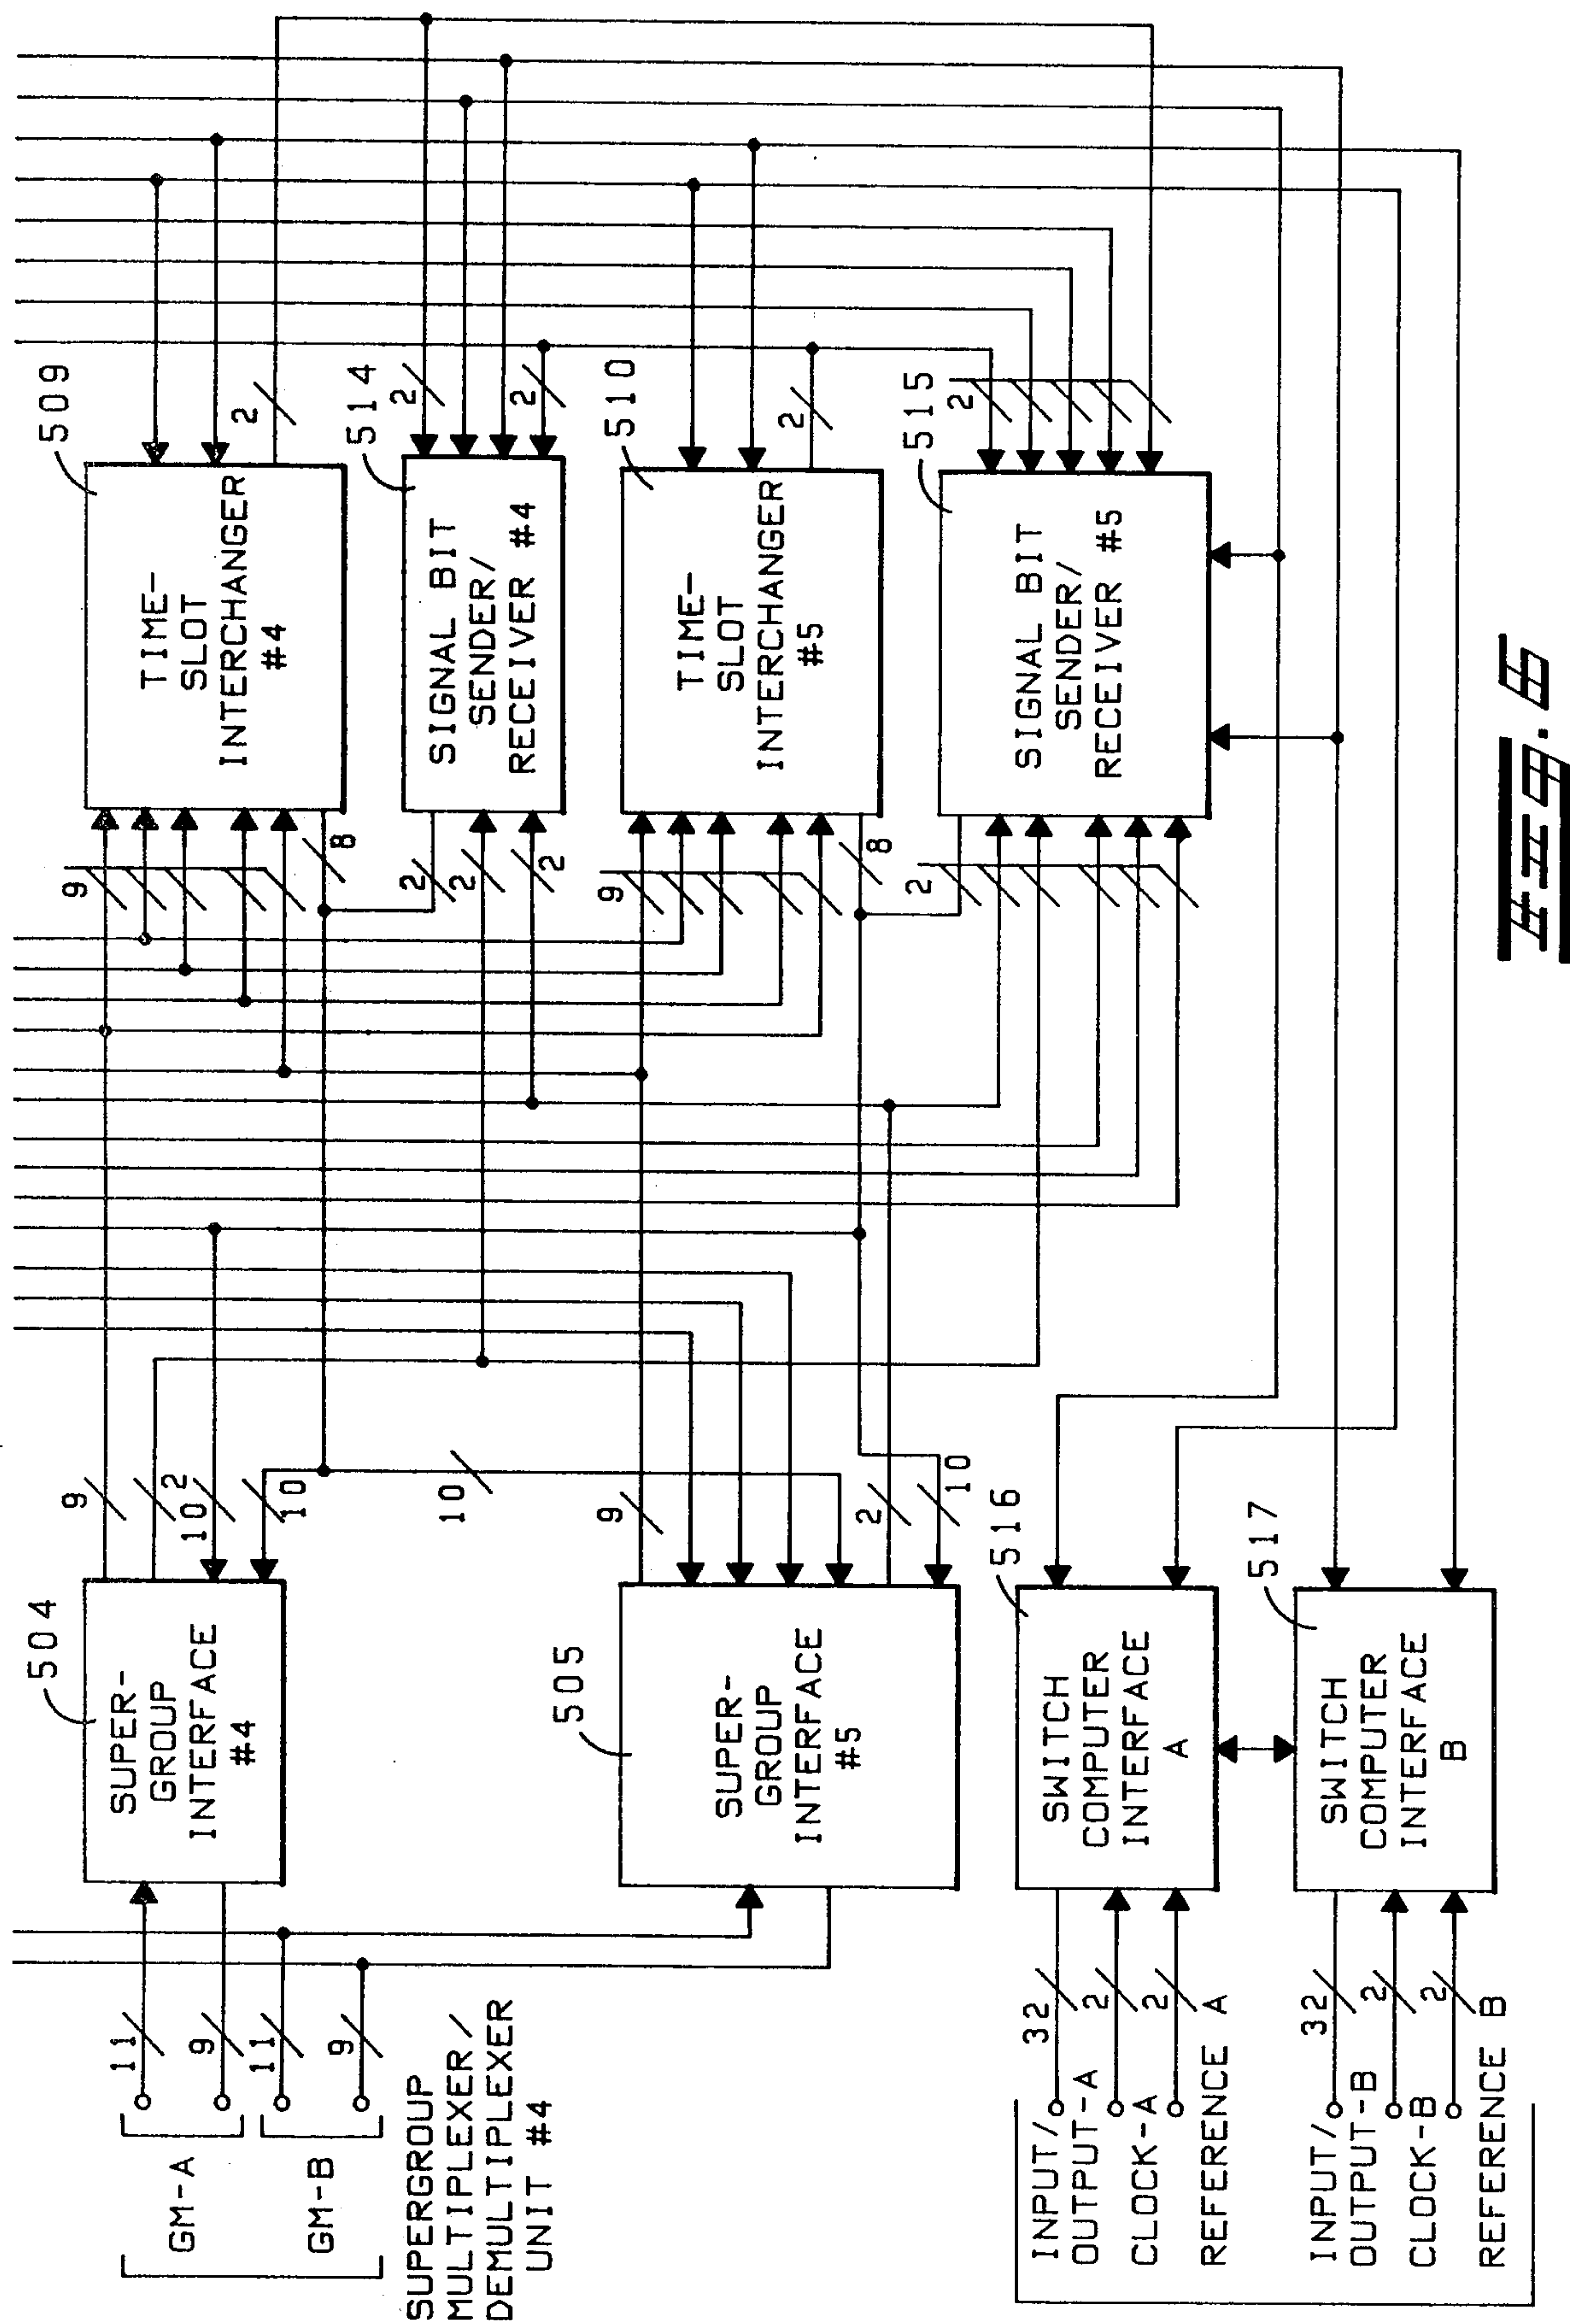 GM-A
GM-B
11
9
11
9
SUPERGROUP
MULTIPLEXER/
DEMULTIPLEXER
UNIT #4
504
SUPER-
GROUP
INTERFACE
#4
9
2
10
10
10
505
SUPER-
GROUP
INTERFACE
#5
9
2
10
509
TIME-
SLOT
INTERCHANGER
#4
9
8
2
514
SIGNAL BIT
SENDER/
RECEIVER #4
2
2
2
2
2
510
TIME-
SLOT
INTERCHANGER
#5
9
8
2
515
SIGNAL BIT
SENDER/
RECEIVER #5
2
2
INPUT/
OUTPUT-A
CLOCK-A
REFERENCE A
32
2
2
516
SWITCH
COMPUTER
INTERFACE
A
INPUT/
OUTPUT-B
CLOCK-B
REFERENCE B
32
2
2
517
SWITCH
COMPUTER
INTERFACE
B